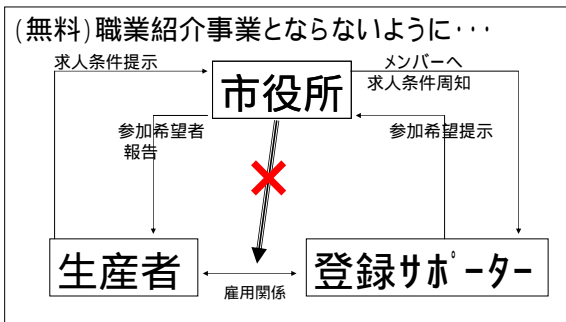 (無料)職業紹介事業とならないように・・・
求人条件提示
市役所
メンバーへ
求人条件周知
参加希望者
報告
参加希望提示
生産者
登録ｻﾎﾟｰﾀｰ
雇用関係